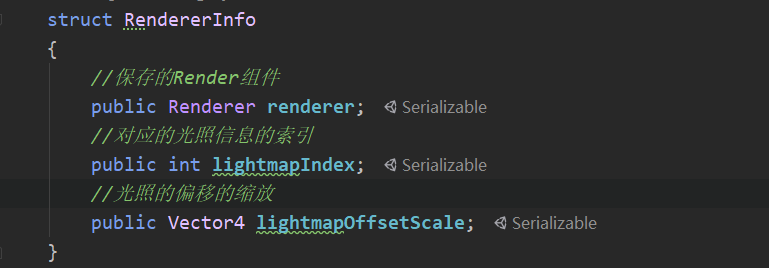 struct RendererInfo
{
//保存的Render组件
public Renderer renderer; Serializable
//对应的光照信息的索引
public int lightmapIndex; Serializable
//光照的偏移的缩放
public Vector4 lightmapOffsetScale; Serializable
}